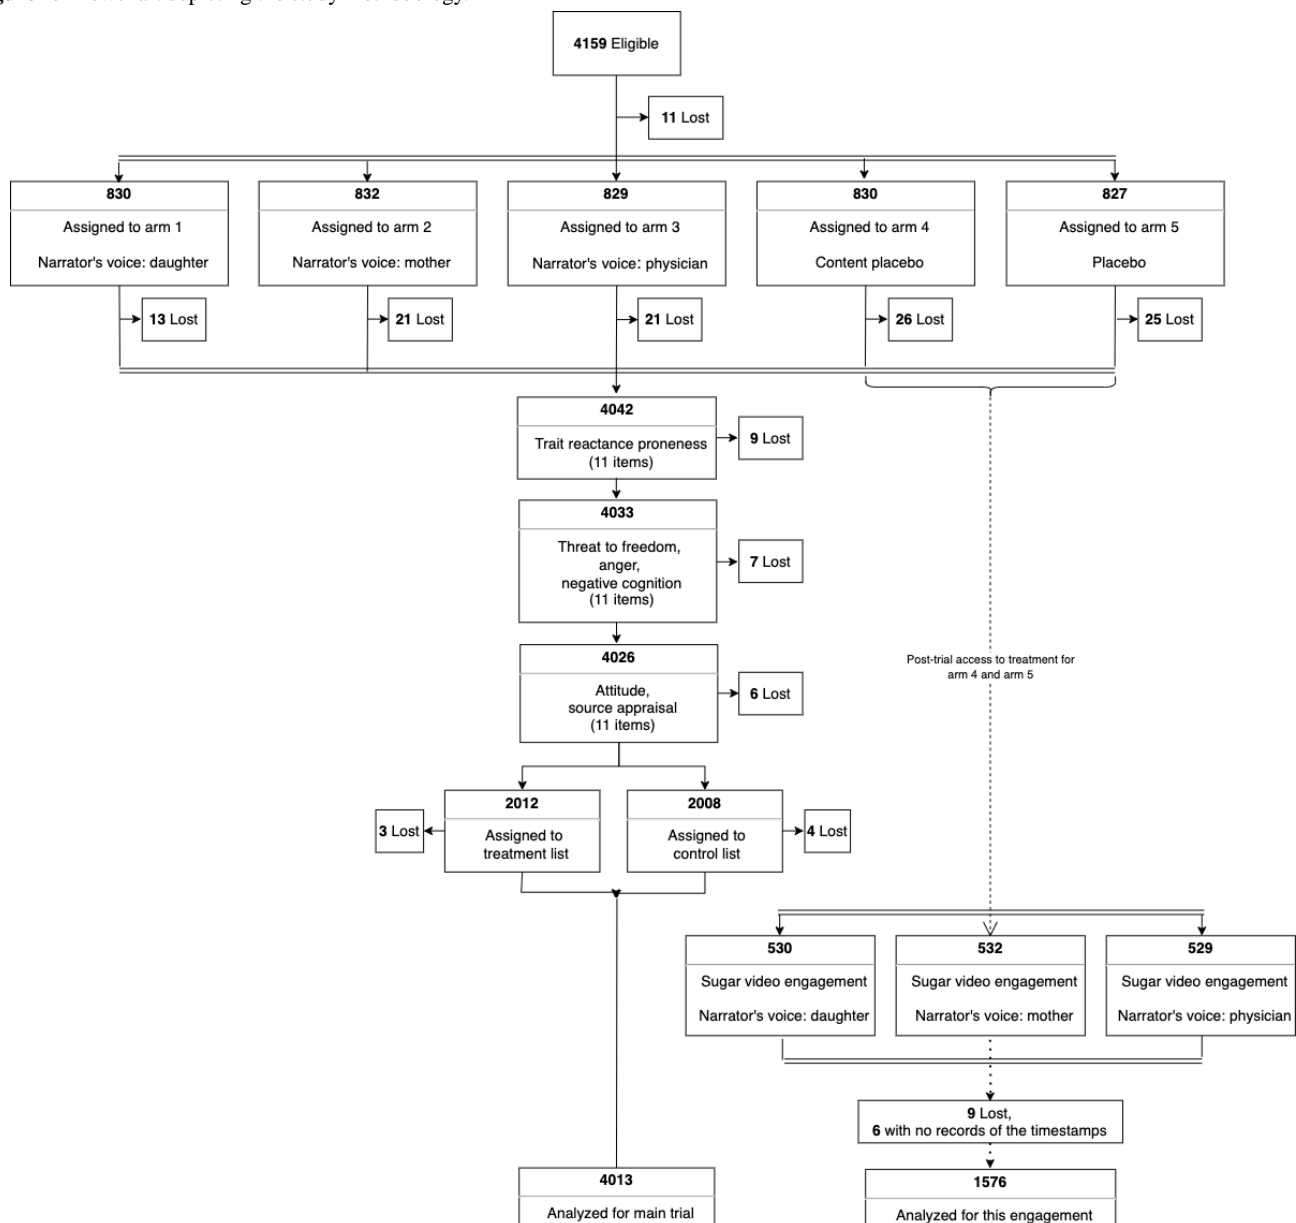 4159 Eligible
11 Lost
830
Assigned to arm 1
Narrator's voice: daughter
832
Assigned to arm 2
Narrator's voice: mother
829
Assigned to arm 3
Narrator's voice: physician
830
Assigned to arm 4
Content placebo
827
Assigned to arm 5
Placebo
13 Lost
21 Lost
21 Lost
26 Lost
25 Lost
4042
Trait reactance proneness
(11 items)
9 Lost
4033
Threat to freedom,
anger,
negative cognition
(11 items)
7 Lost
4026
Attitude,
source appraisal
(11 items)
6 Lost
Post-trial access to treatment for
arm 4 and arm 5
3 Lost
2012
Assigned to
treatment list
2008
Assigned to
control list
4 Lost
530
Sugar video engagement
Narrator's voice: daughter
532
Sugar video engagement
Narrator's voice: mother
529
Sugar video engagement
Narrator's voice: physician
9 Lost,
6 with no records of the timestamps
4013
Analyzed for main trial
1576
Analyzed for this engagement